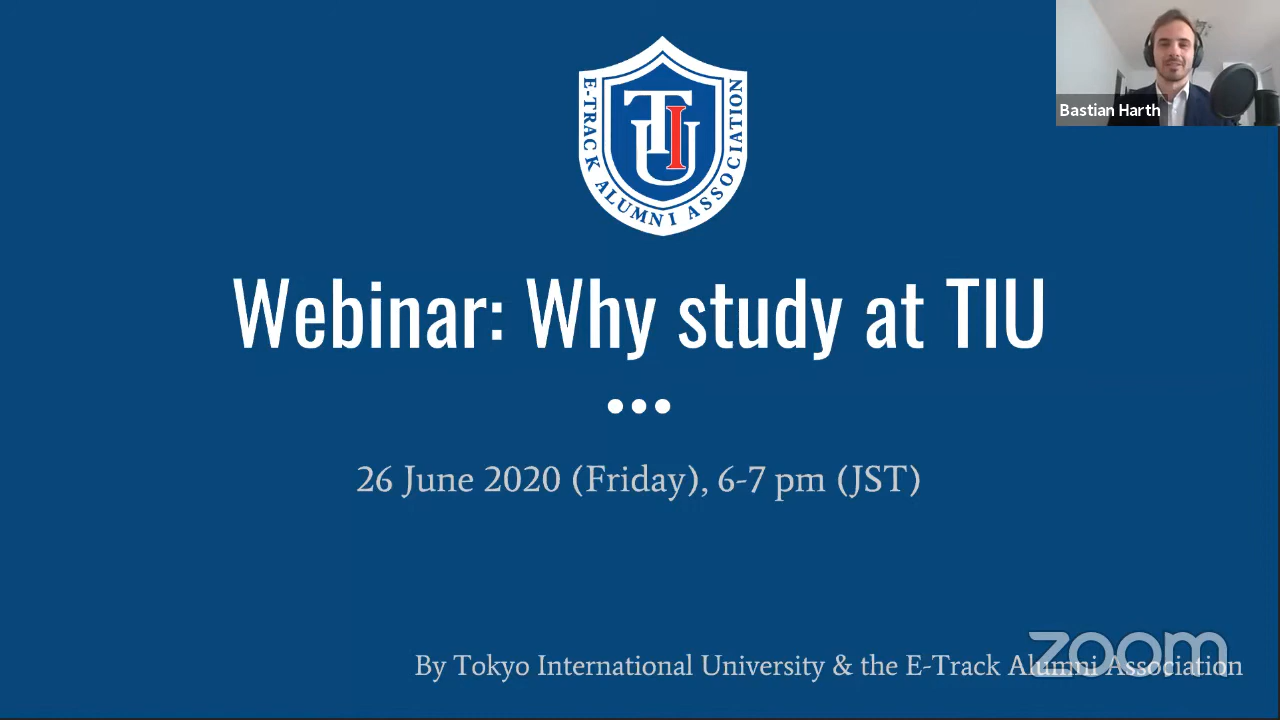 E-TRACK ALUMNI ASSOCIATION
TIU
Bastian Harth
Webinar: Why study at TIU
26 June 2020 (Friday), 6-7 pm (JST)
zoom
By Tokyo International University & the E-Track Alumni Association